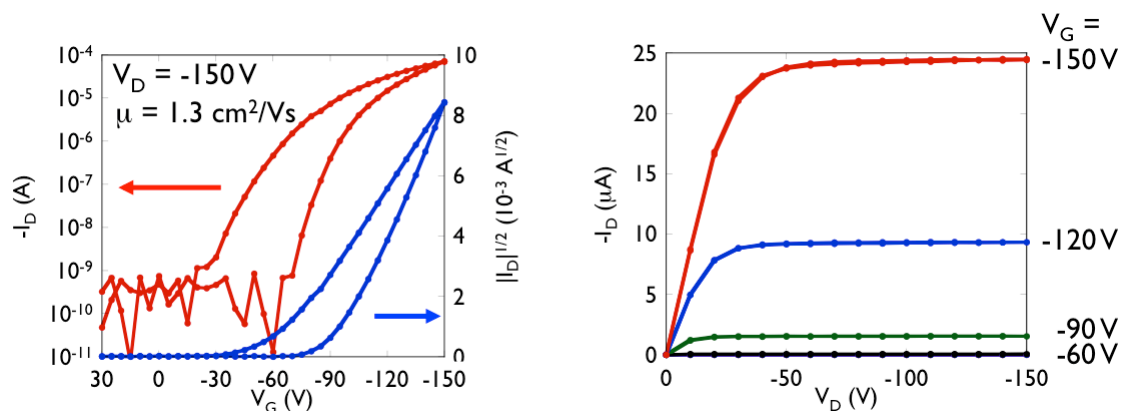 V_D = -150 V
μ = 1.3 cm²/Vs
10⁻⁴
10⁻⁵
10⁻⁶
10⁻⁷
10⁻⁸
10⁻⁹
10⁻¹⁰
10⁻¹¹
-I_D (A)
10
8
6
4
2
0
|I_D|^1/2 (10⁻³ A^1/2)
30 0 -30 -60 -90 -120 -150
V_G (V)
V_G =
-150 V
-120 V
-90 V
-60 V
25
20
15
10
5
0
-I_D (μA)
0 -50 -100 -150
V_D (V)